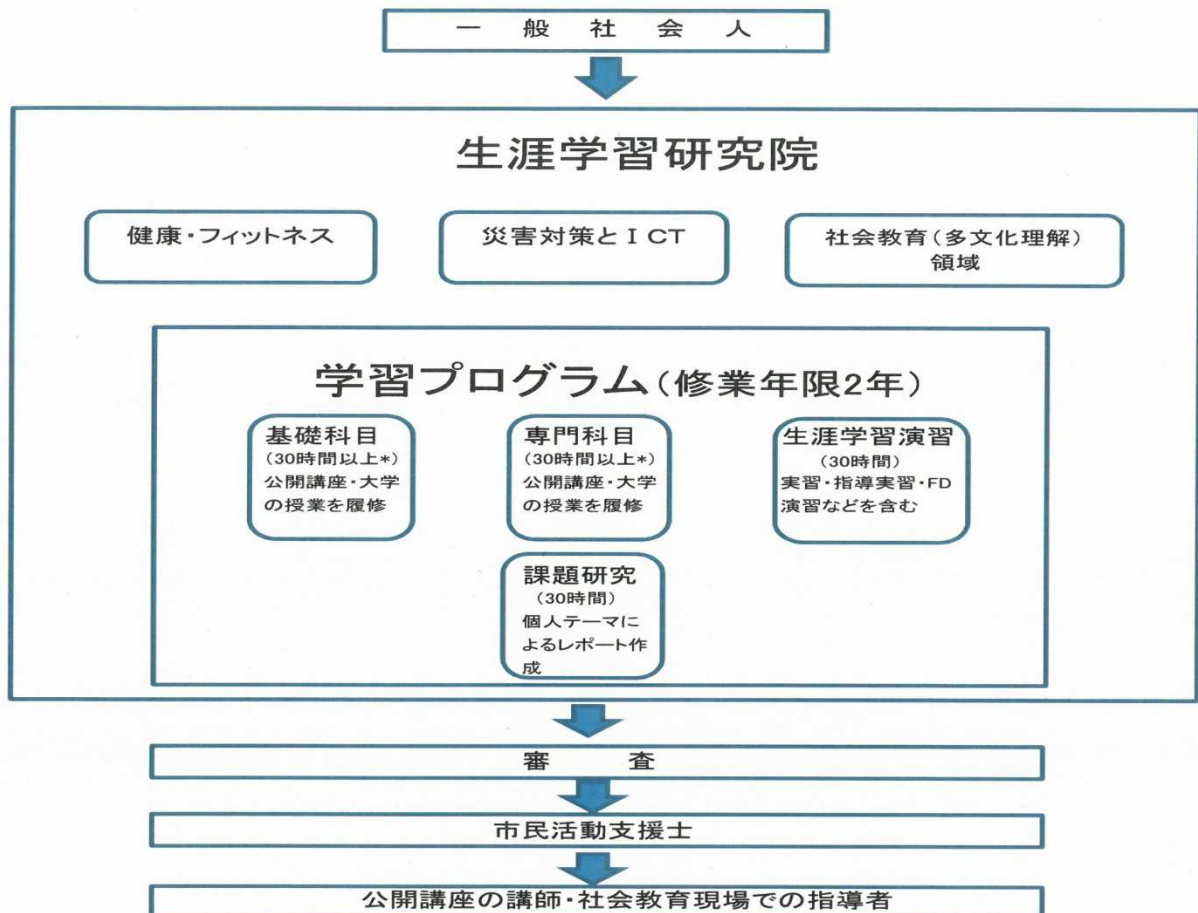 一般社会人
生涯学習研究院
健康・フィットネス
災害対策とＩＣＴ
社会教育(多文化理解)
領域
学習プログラム(修業年限2年)
基礎科目
(30時間以上*)
公開講座・大学
の授業を履修
専門科目
(30時間以上*)
公開講座・大学
の授業を履修
生涯学習演習
(30時間)
実習・指導実習・FD
演習などを含む
課題研究
(30時間)
個人テーマに
よるレポート作
成
審査
市民活動支援士
公開講座の講師・社会教育現場での指導者